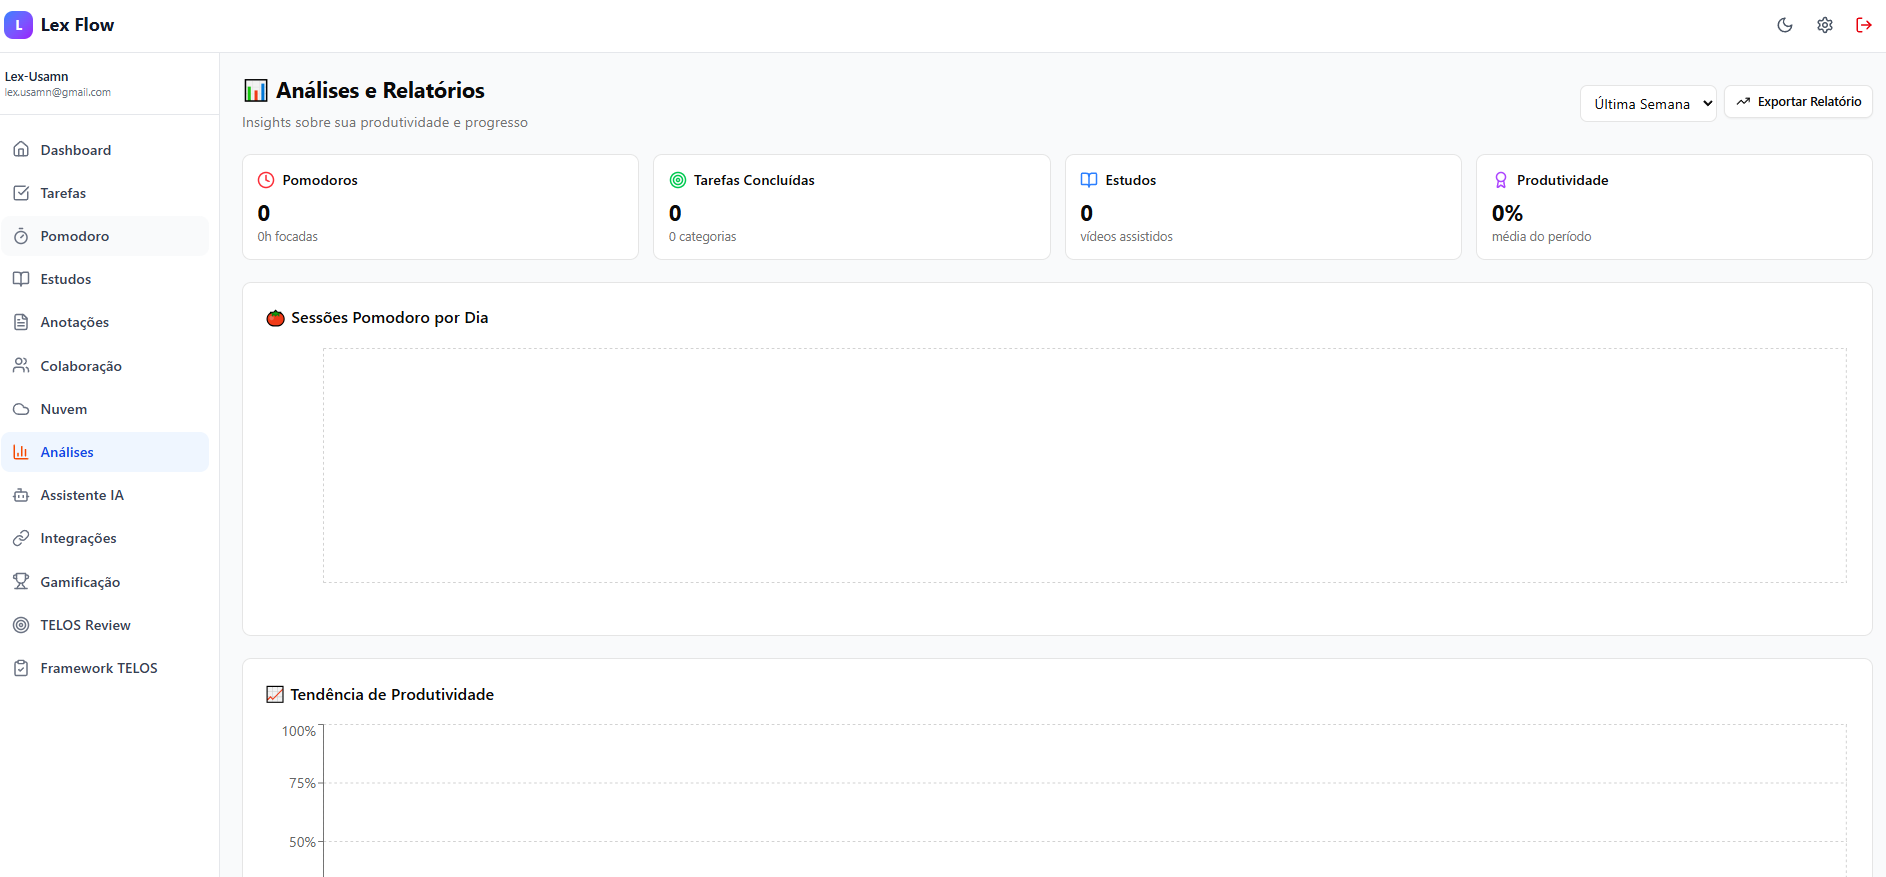 L Lex Flow
Lex-Usamn
lex.usamn@gmail.com
Dashboard
Tarefas
Pomodoro
Estudos
Anotações
Colaboração
Nuvem
Análises
Assistente IA
Integrações
Gamificação
TELOS Review
Framework TELOS
Análises e Relatórios
Insights sobre sua produtividade e progresso
Última Semana
Exportar Relatório
Pomodoros
0
0h focadas
Tarefas Concluídas
0
0 categorias
Estudos
0
vídeos assistidos
Produtividade
0%
média do período
Sessões Pomodoro por Dia
Tendência de Produtividade
100%
75%
50%